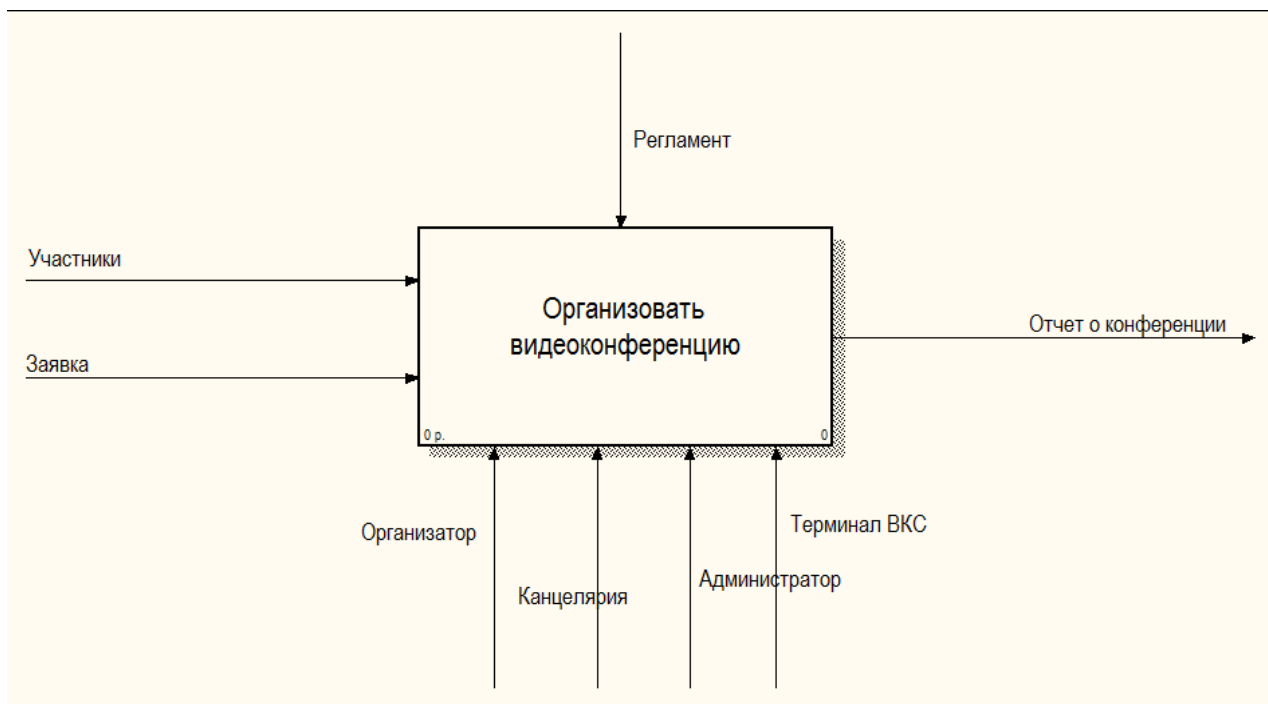 Регламент
Участники
Организовать
видеоконференцию
Отчет о конференции
Заявка
0 р.
0
Организатор
Терминал ВКС
Администратор
Канцелярия